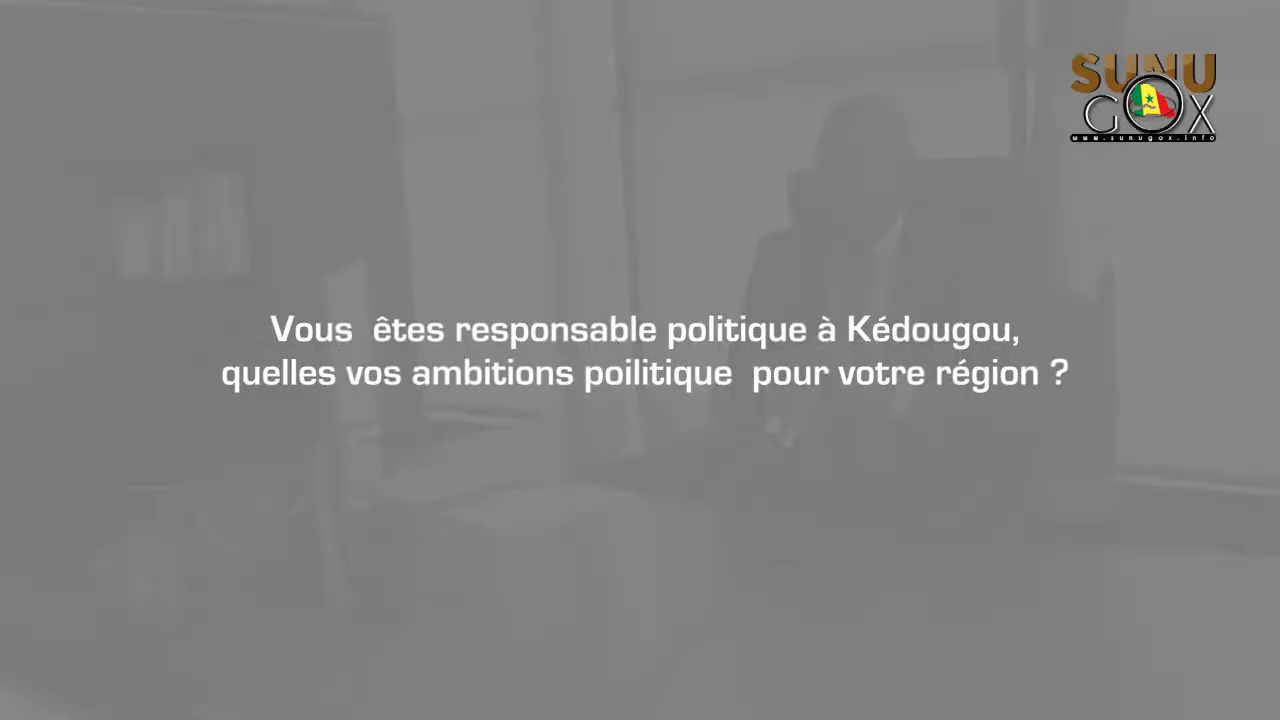 SUNU
GOX
www.sunugox.info
Vous êtes responsable politique à Kédougou,
quelles vos ambitions poilitique pour votre région ?